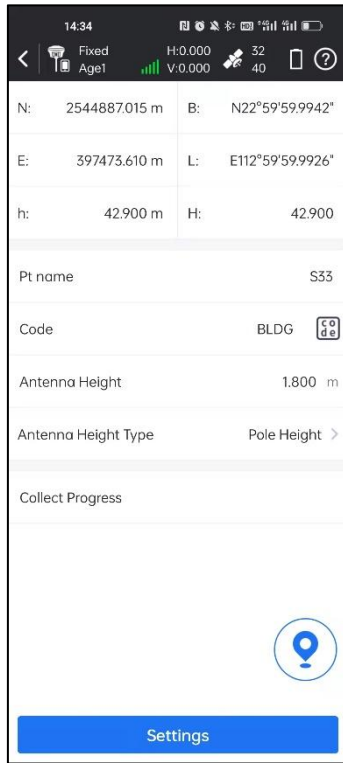 14:34
Fixed H:0.000 32
Age1 V:0.000 40
N: 2544887.015 m B: N22°59'59.9942"
E: 397473.610 m L: E112°59'59.9926"
h: 42.900 m H: 42.900
Pt name S33
Code BLDG code
Antenna Height 1.800 m
Antenna Height Type Pole Height >
Collect Progress
Settings